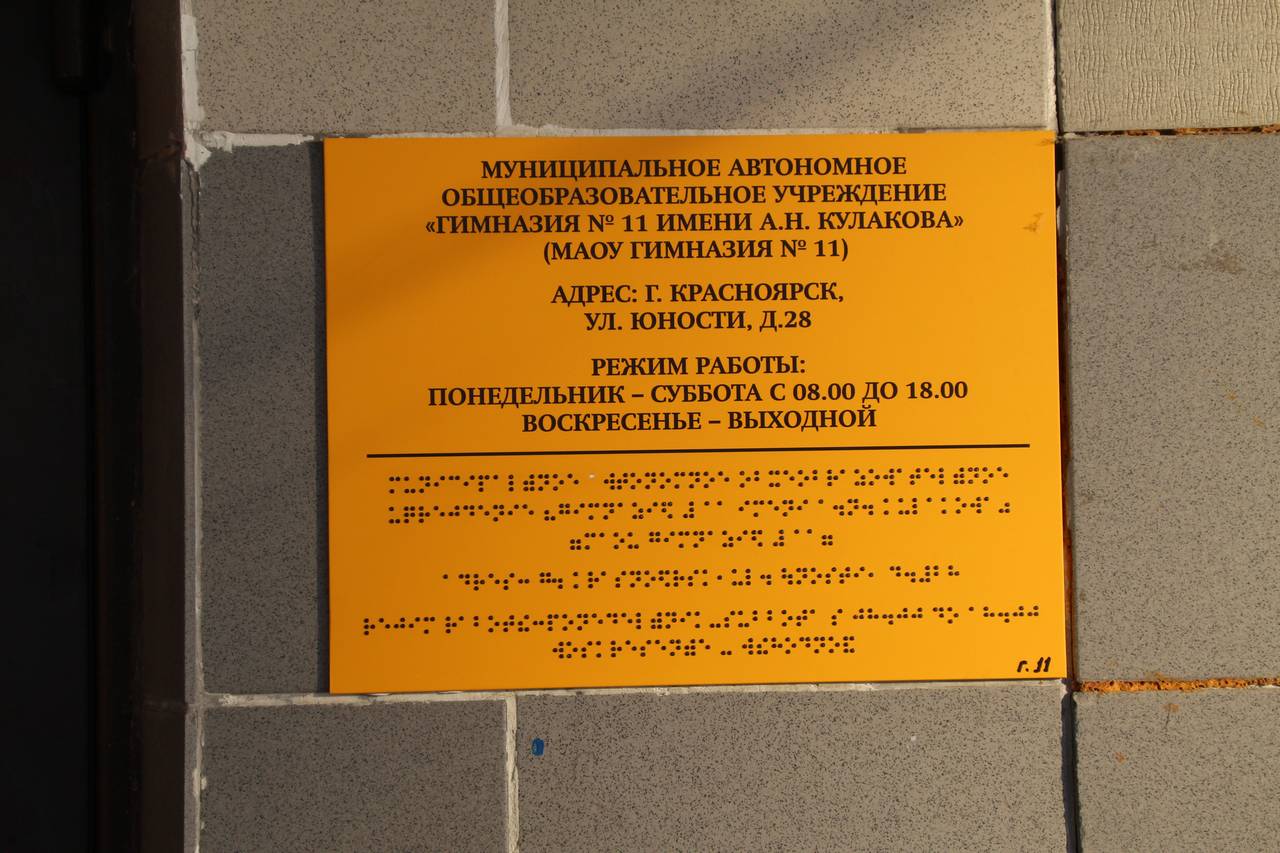 МУНИЦИПАЛЬНОЕ АВТОНОМНОЕ
ОБЩЕОБРАЗОВАТЕЛЬНОЕ УЧРЕЖДЕНИЕ
«ГИМНАЗИЯ № 11 ИМЕНИ А.Н. КУЛАКОВА»
(МАОУ ГИМНАЗИЯ № 11)
АДРЕС: Г. КРАСНОЯРСК,
УЛ. ЮНОСТИ, Д.28
РЕЖИМ РАБОТЫ:
ПОНЕДЕЛЬНИК – СУББОТА С 08.00 ДО 18.00
ВОСКРЕСЕНЬЕ – ВЫХОДНОЙ
г. 11